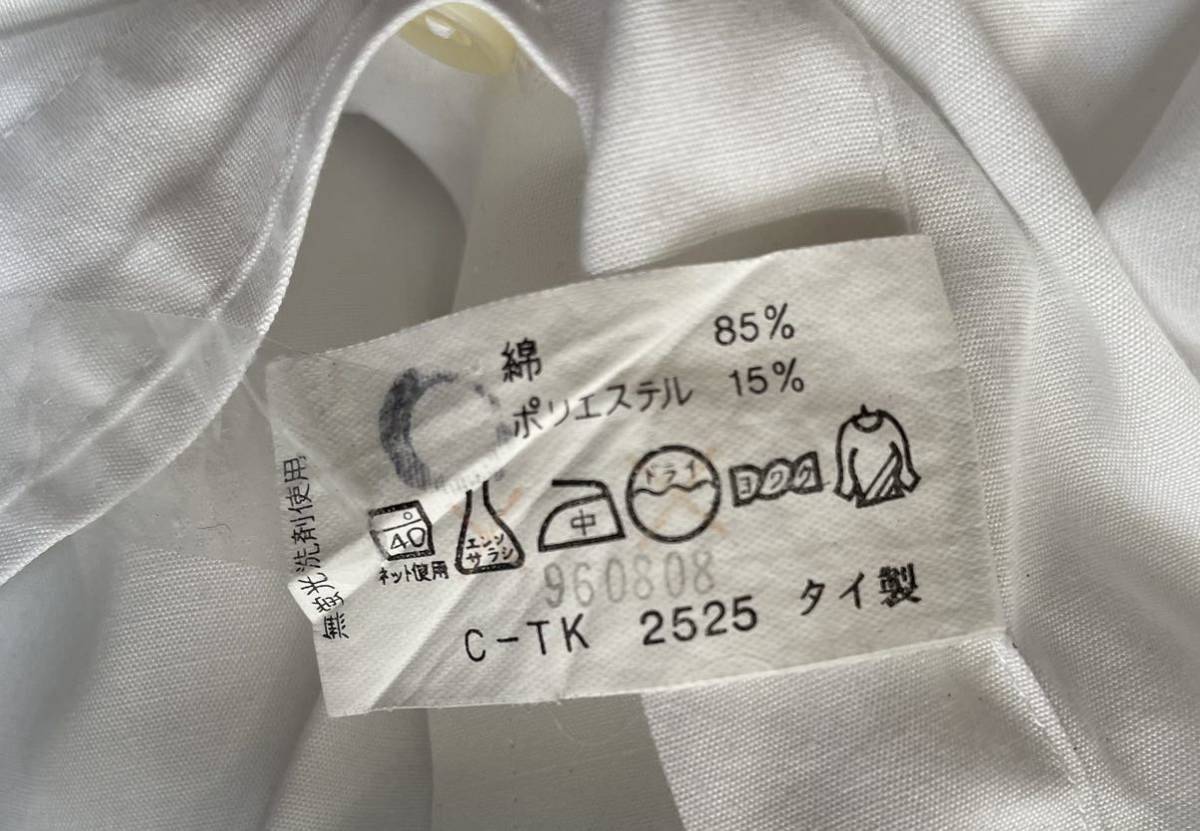 綿 85%
ポリエステル 15%
40
ネット使用
エンソ
サラシ
中
ドライ
ヨワク
960808
C-TK 2525 タイ製
無蛍光洗剤使用